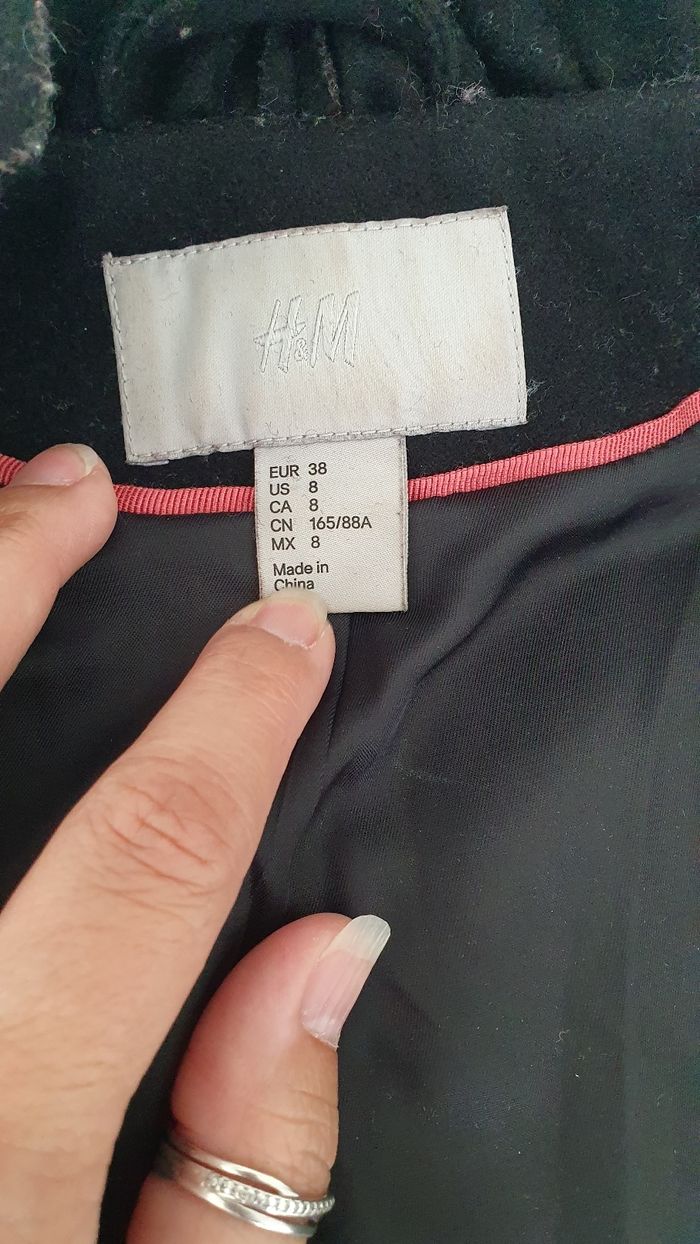 H&M
EUR 38
US 8
CA 8
CN 165/88A
MX 8
Made in
China